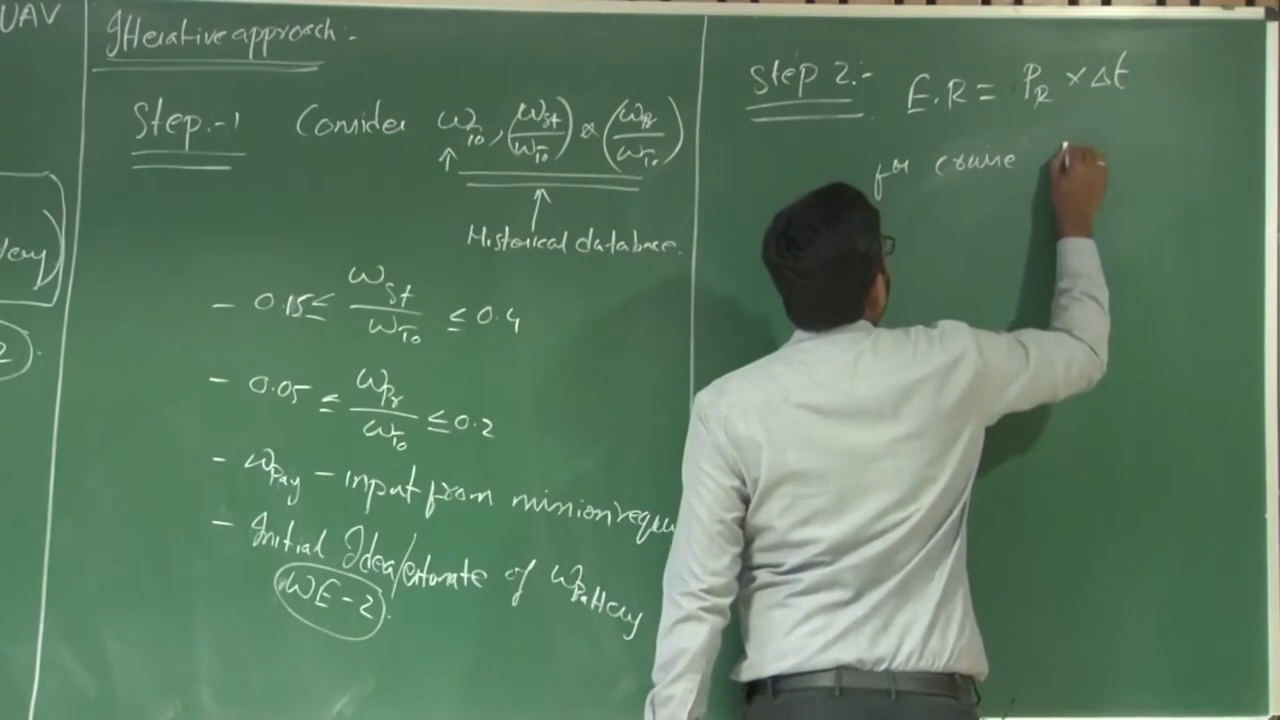 UAV
Itterative approach :-
Step:-1 Consider W_To, (W_st/W_To) & (W_Pr/W_To)
↑ ↑
Historical database.
- 0.15 ≤ W_st/W_To ≤ 0.4
- 0.05 ≤ W_Pr/W_To ≤ 0.2
- W_Pay - input from mission requ
- Initial Idea/estimate of W_Battery
WE-2
2
Step 2:- E.R = P_R × Δt
for cruise